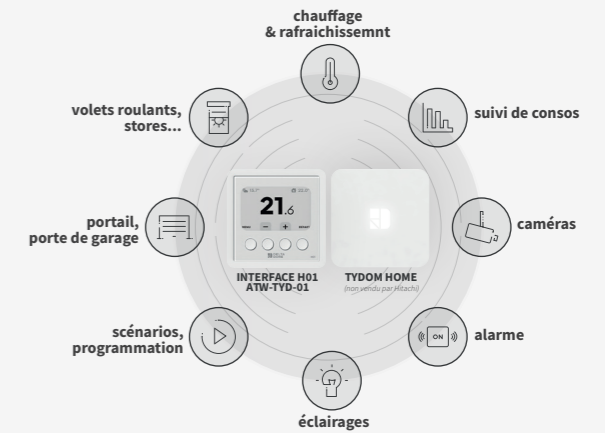 chauffage
& rafraichissemnt
volets roulants,
stores...
suivi de consos
21.6
portail,
porte de garage
caméras
INTERFACE H01
ATW-TYD-01
TYDOM HOME
(non vendu par Hitachi)
scénarios,
programmation
ON
alarme
éclairages